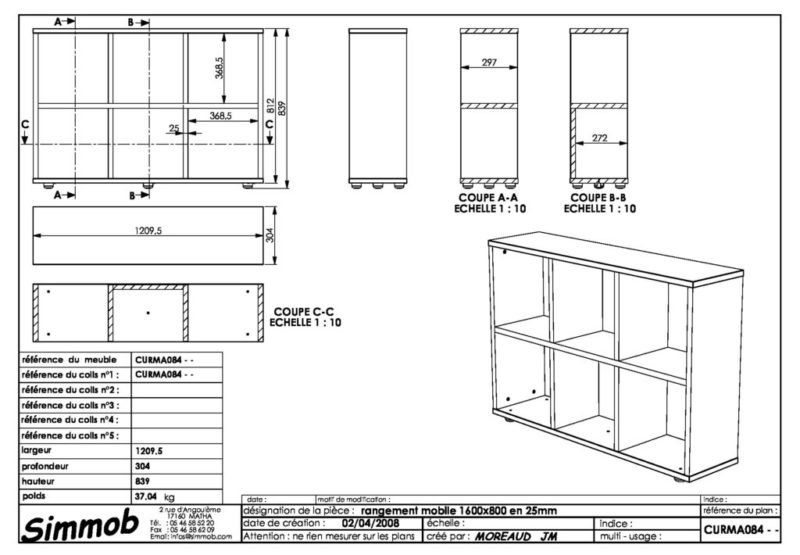 A
B
368,5
812
839
C
25
368,5
C
A
B
297
272
COUPE A-A
ECHELLE 1 : 10
COUPE B-B
ECHELLE 1 : 10
1209,5
304
COUPE C-C
ECHELLE 1 : 10
référence du meuble CURMA084 - -
référence du colis n°1 : CURMA084 - -
référence du colis n°2 :
référence du colis n°3 :
référence du colis n°4 :
référence du colis n°5 :
largeur 1209.5
profondeur 304
hauteur 839
poids 37.04 kg
date : motif de modification : indice :
Simmob
2 rue d'Angoulème
17160 MATHA
Tél. : 05 46 58 52 20
Fax : 05 46 58 62 09
Email :infos@simmob.com
désignation de la pièce : rangement mobile 1600x800 en 25mm
référence du plan :
date de création : 02/04/2008 échelle : indice :
CURMA084 - -
Attention : ne rien mesurer sur les plans créé par : MOREAUD JM multi - usage :